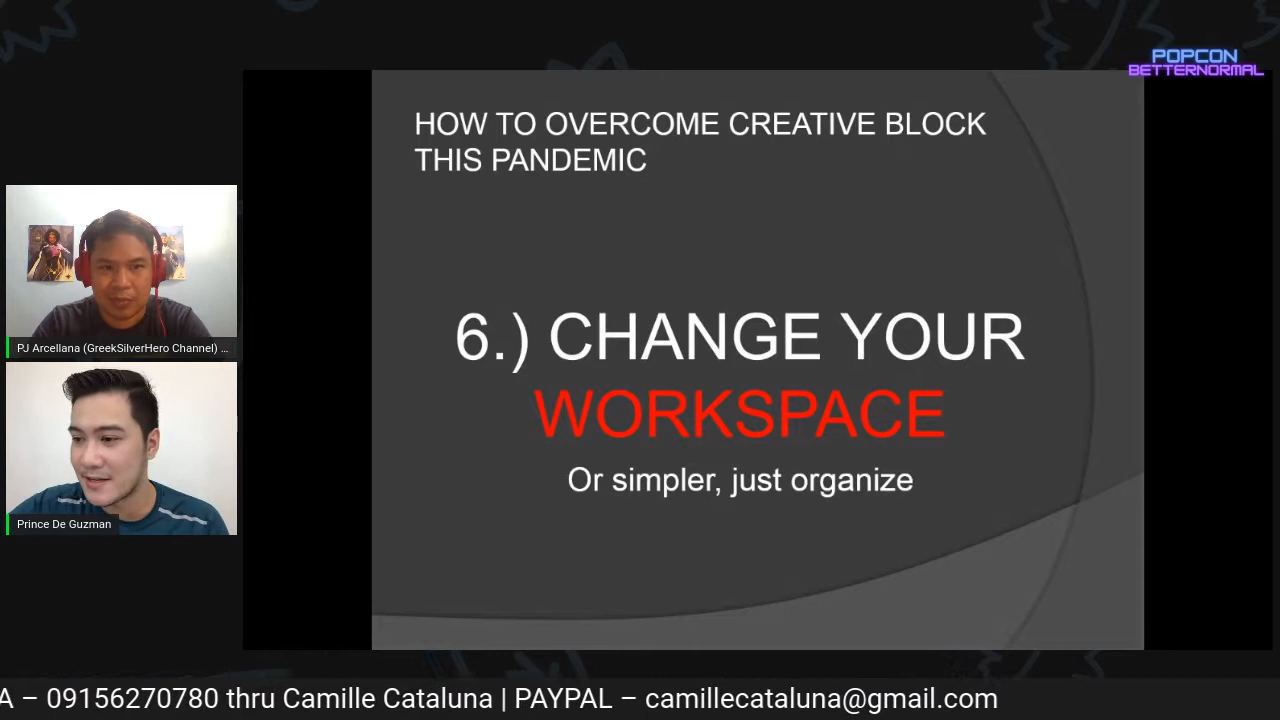 POPCON
BETTERNORMAL
HOW TO OVERCOME CREATIVE BLOCK
THIS PANDEMIC
6.) CHANGE YOUR
WORKSPACE
Or simpler, just organize
PJ Arcellana (GreekSilverHero Channel) ...
Prince De Guzman
A – 09156270780 thru Camille Cataluna | PAYPAL – camillecataluna@gmail.com